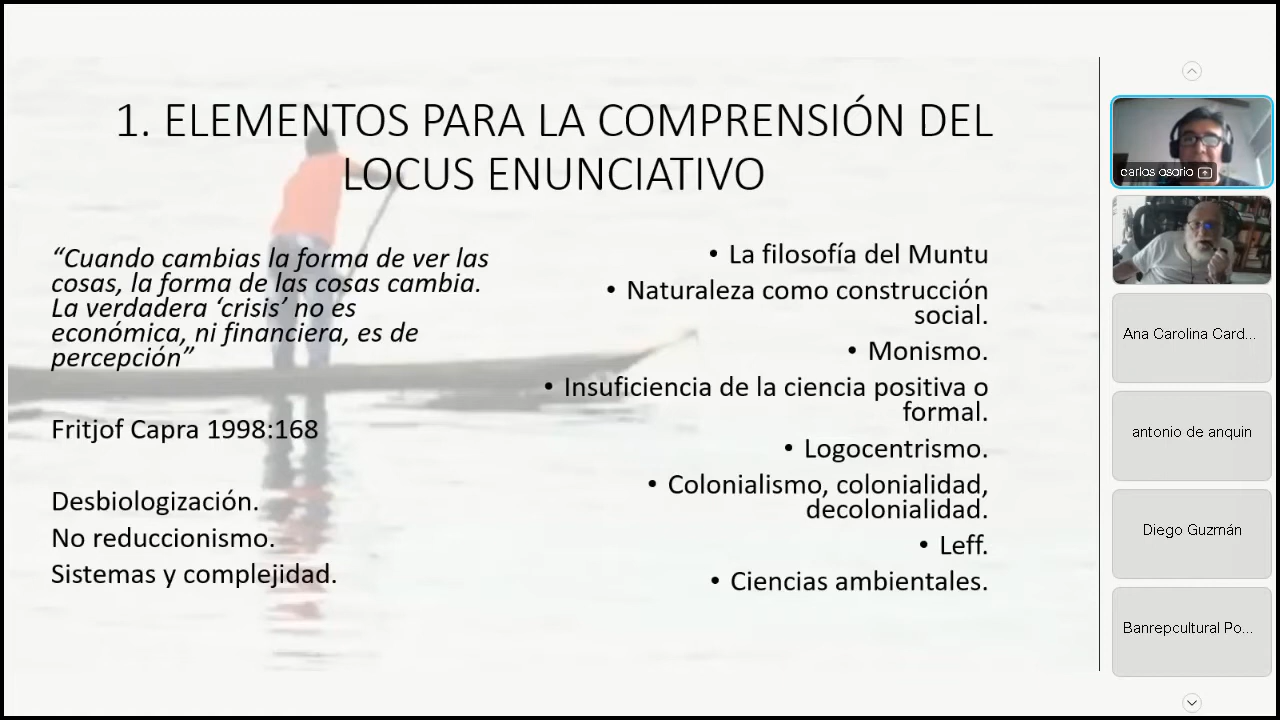 1. ELEMENTOS PARA LA COMPRENSIÓN DEL
LOCUS ENUNCIATIVO
“Cuando cambias la forma de ver las
cosas, la forma de las cosas cambia.
La verdadera ‘crisis’ no es
económica, ni financiera, es de
percepción”
Fritjof Capra 1998:168
Desbiologización.
No reduccionismo.
Sistemas y complejidad.
• La filosofía del Muntu
• Naturaleza como construcción
social.
• Monismo.
• Insuficiencia de la ciencia positiva o
formal.
• Logocentrismo.
• Colonialismo, colonialidad,
decolonialidad.
• Leff.
• Ciencias ambientales.
carlos osorio
Ana Carolina Card...
antonio de anquin
Diego Guzmán
Banrepcultural Po...